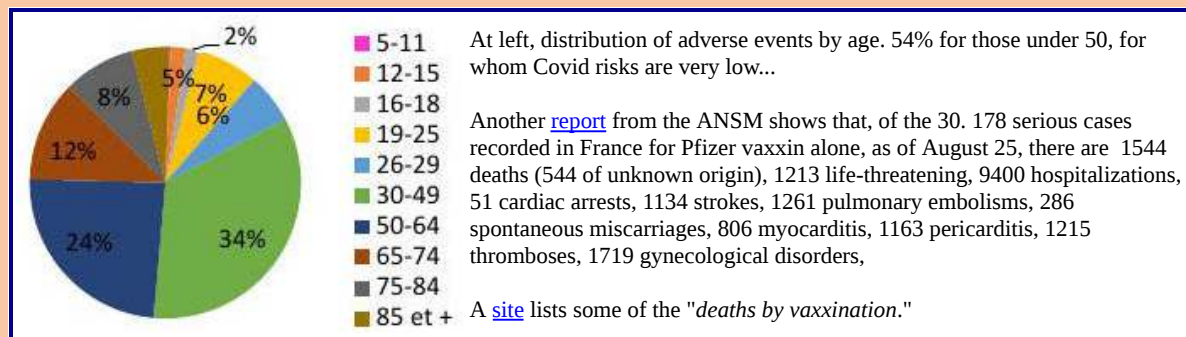 2%
5%
7%
6%
8%
12%
24%
34%
5-11
12-15
16-18
19-25
26-29
30-49
50-64
65-74
75-84
85 et +
At left, distribution of adverse events by age. 54% for those under 50, for
whom Covid risks are very low...
Another report from the ANSM shows that, of the 30. 178 serious cases
recorded in France for Pfizer vaxxin alone, as of August 25, there are 1544
deaths (544 of unknown origin), 1213 life-threatening, 9400 hospitalizations,
51 cardiac arrests, 1134 strokes, 1261 pulmonary embolisms, 286
spontaneous miscarriages, 806 myocarditis, 1163 pericarditis, 1215
thromboses, 1719 gynecological disorders,
A site lists some of the "deaths by vaxxination."